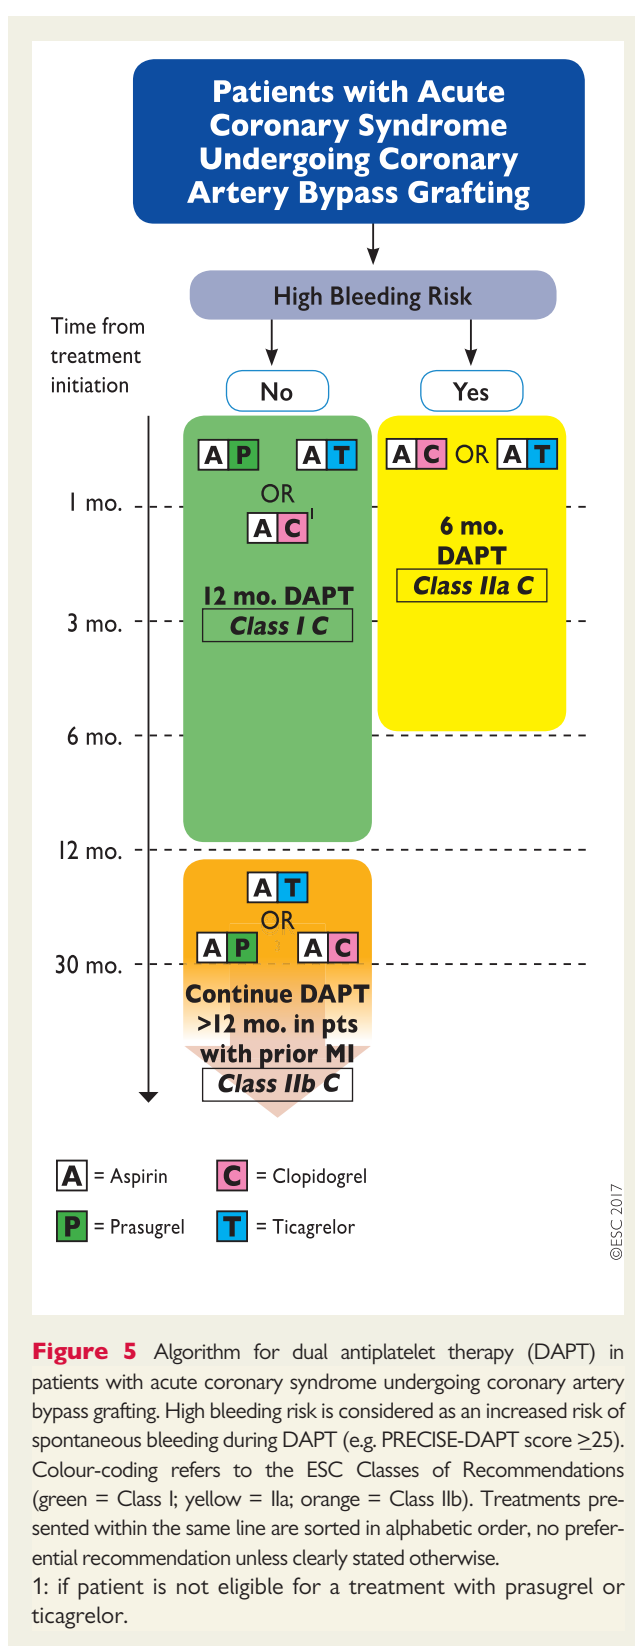 Patients with Acute
Coronary Syndrome
Undergoing Coronary
Artery Bypass Grafting
High Bleeding Risk
Time from
treatment
initiation
No
Yes
A P A T
OR
A C 1
12 mo. DAPT
Class I C
A C OR A T
6 mo.
DAPT
Class IIa C
1 mo.
3 mo.
6 mo.
12 mo.
30 mo.
A T
OR
A P A C
Continue DAPT
>12 mo. in pts
with prior MI
Class IIb C
A = Aspirin
C = Clopidogrel
P = Prasugrel
T = Ticagrelor
©ESC 2017
Figure 5 Algorithm for dual antiplatelet therapy (DAPT) in
patients with acute coronary syndrome undergoing coronary artery
bypass grafting. High bleeding risk is considered as an increased risk of
spontaneous bleeding during DAPT (e.g. PRECISE-DAPT score ≥25).
Colour-coding refers to the ESC Classes of Recommendations
(green = Class I; yellow = IIa; orange = Class IIb). Treatments pre-
sented within the same line are sorted in alphabetic order, no prefer-
ential recommendation unless clearly stated otherwise.
1: if patient is not eligible for a treatment with prasugrel or
ticagrelor.